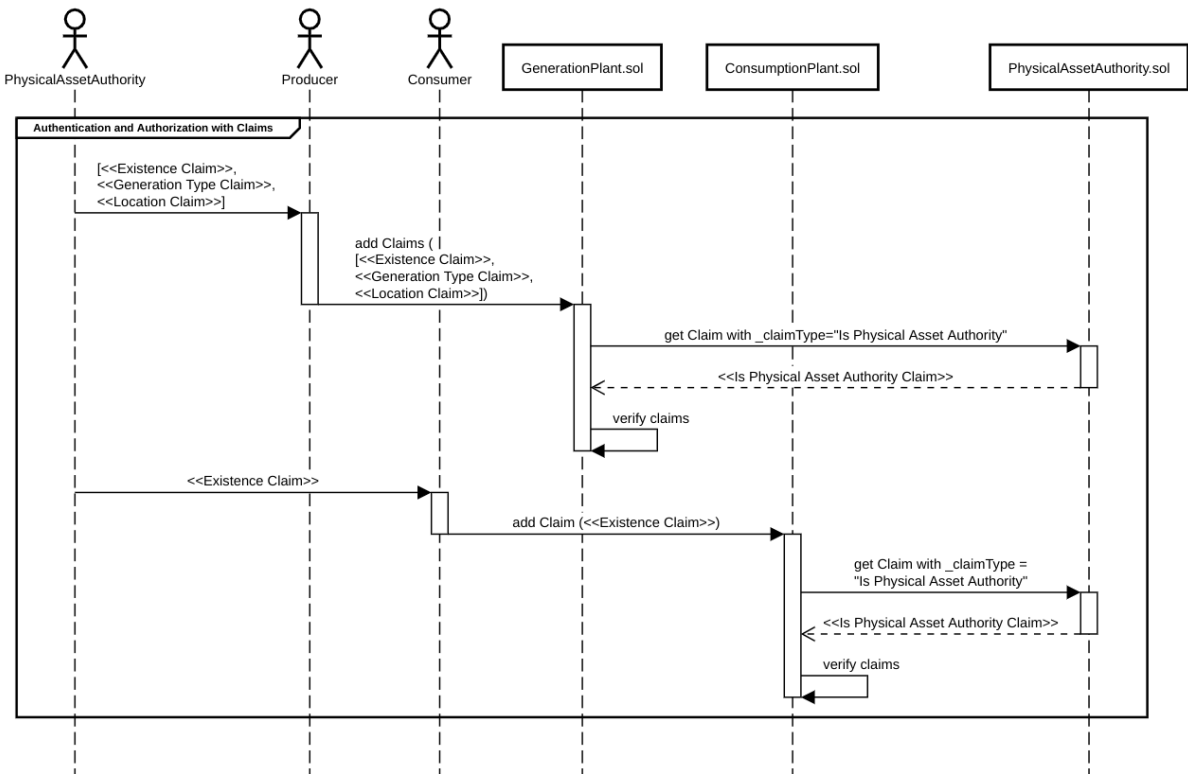 PhysicalAssetAuthority
Producer
Consumer
GenerationPlant.sol
ConsumptionPlant.sol
PhysicalAssetAuthority.sol
Authentication and Authorization with Claims
[<<Existence Claim>>,
<<Generation Type Claim>>,
<<Location Claim>>]
add Claims (
[<<Existence Claim>>,
<<Generation Type Claim>>,
<<Location Claim>>])
get Claim with _claimType="Is Physical Asset Authority"
<<Is Physical Asset Authority Claim>>
verify claims
<<Existence Claim>>
add Claim (<<Existence Claim>>)
get Claim with _claimType =
"Is Physical Asset Authority"
<<Is Physical Asset Authority Claim>>
verify claims